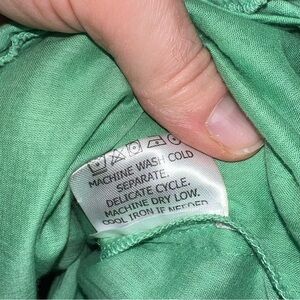 MACHINE WASH COLD
SEPARATE.
DELICATE CYCLE.
MACHINE DRY LOW.
COOL IRON IF NEEDED